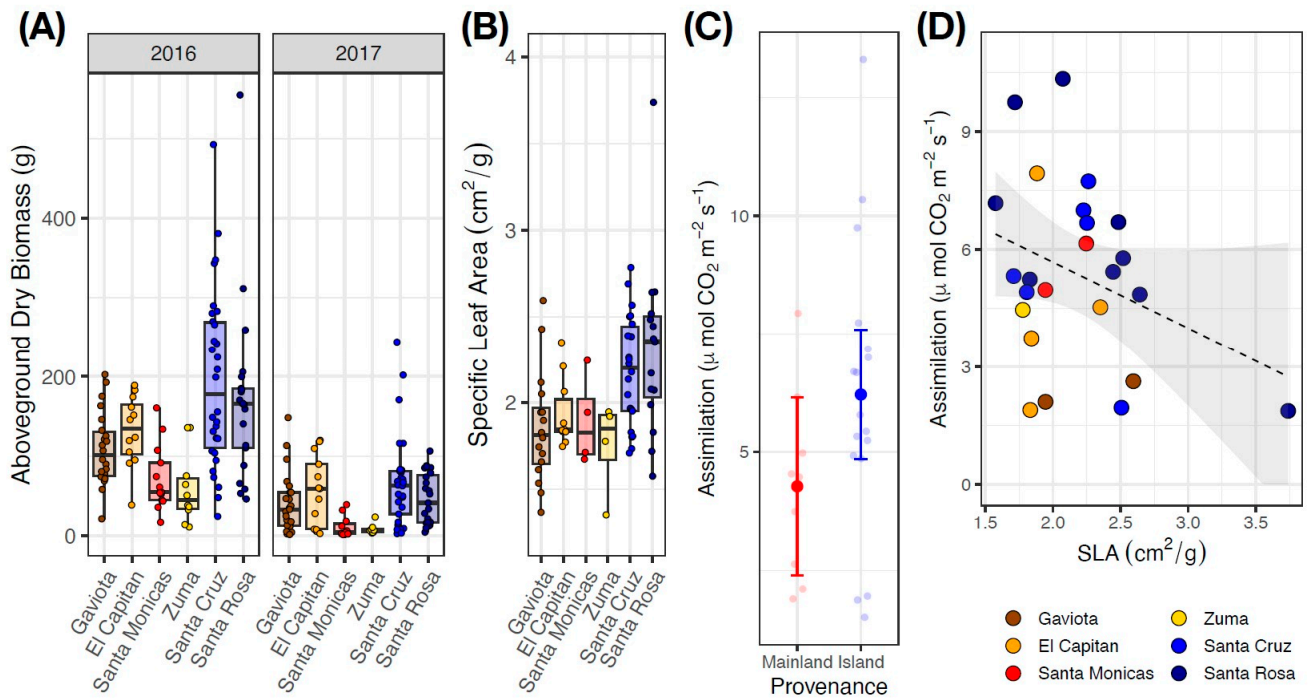 (A)
2016
2017
Aboveground Dry Biomass (g)
400
200
0
Gaviota
El Capitan
Santa Monicas
Zuma
Santa Cruz
Santa Rosa
Gaviota
El Capitan
Santa Monicas
Zuma
Santa Cruz
Santa Rosa
(B)
Specific Leaf Area (cm²/g)
4
3
2
Gaviota
El Capitan
Santa Monicas
Zuma
Santa Cruz
Santa Rosa
(C)
Assimilation (μ mol CO₂ m⁻² s⁻¹)
10
5
Mainland Island
Provenance
(D)
Assimilation (μ mol CO₂ m⁻² s⁻¹)
9
6
3
0
1.5 2.0 2.5 3.0 3.5
SLA (cm²/g)
Gaviota
El Capitan
Santa Monicas
Zuma
Santa Cruz
Santa Rosa